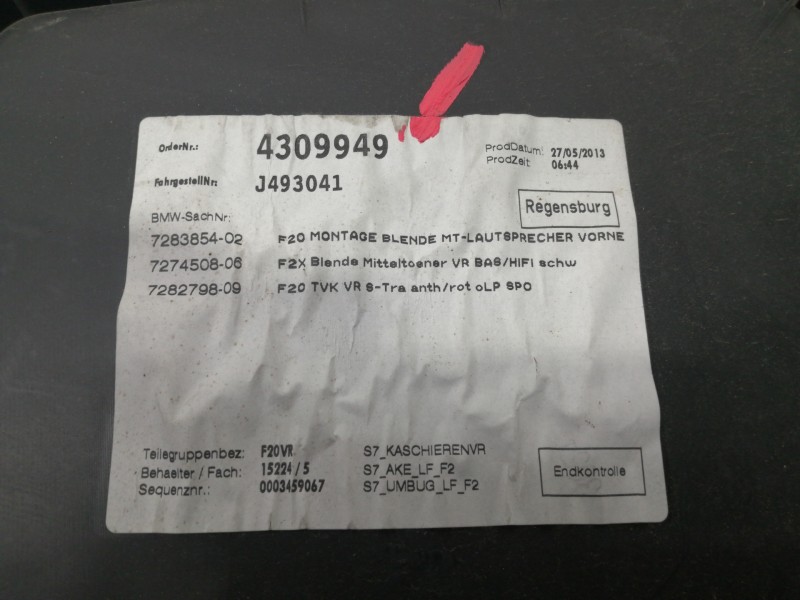 OrderNr.: 4309949 ProdDatum: 27/05/2013
ProdZeit 06:44
FahrgestellNr: J493041
Regensburg
BMW-SachNr:
7283854-02 F20 MONTAGE BLENDE MT-LAUTSPRECHER VORNE
7274508-06 F2X Blende Mitteltoener VR BAS/HIFI schw
7282798-09 F20 TVK VR S-Tra anth/rot oLP SPO
Teilegruppenbez: F20VR S7_KASCHIERENVR
Behaelter / Fach: 15224 / 5 S7_AKE_LF_F2
Sequenznr.: 0003459067 S7_UMBUG_LF_F2
Endkontrolle